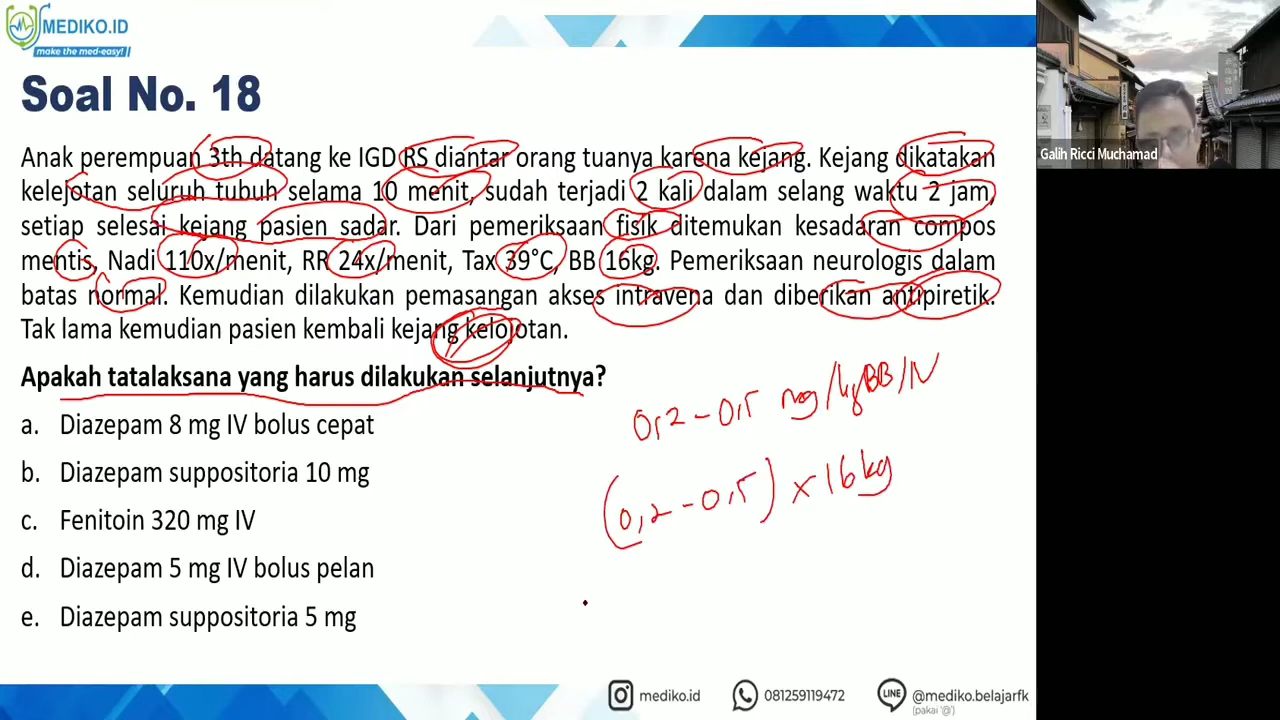 MEDIKO.ID
make the med-easy!
Soal No. 18
Anak perempuan 3th datang ke IGD RS diantar orang tuanya karena kejang. Kejang dikatakan
kelejotan seluruh tubuh selama 10 menit, sudah terjadi 2 kali dalam selang waktu 2 jam,
setiap selesai kejang pasien sadar. Dari pemeriksaan fisik ditemukan kesadaran compos
mentis, Nadi 110x/menit, RR 24x/menit, Tax 39°C, BB 16kg. Pemeriksaan neurologis dalam
batas normal. Kemudian dilakukan pemasangan akses intravena dan diberikan antipiretik.
Tak lama kemudian pasien kembali kejang kelojotan.
Apakah tatalaksana yang harus dilakukan selanjutnya?
a. Diazepam 8 mg IV bolus cepat
b. Diazepam suppositoria 10 mg
c. Fenitoin 320 mg IV
d. Diazepam 5 mg IV bolus pelan
e. Diazepam suppositoria 5 mg
0,2 - 0,5 mg/kgBB/IV
(0,2 - 0,5) x 16 kg
mediko.id
081259119472
LINE
@mediko.belajarfk
(pakai '@')
Galih Ricci Muchamad